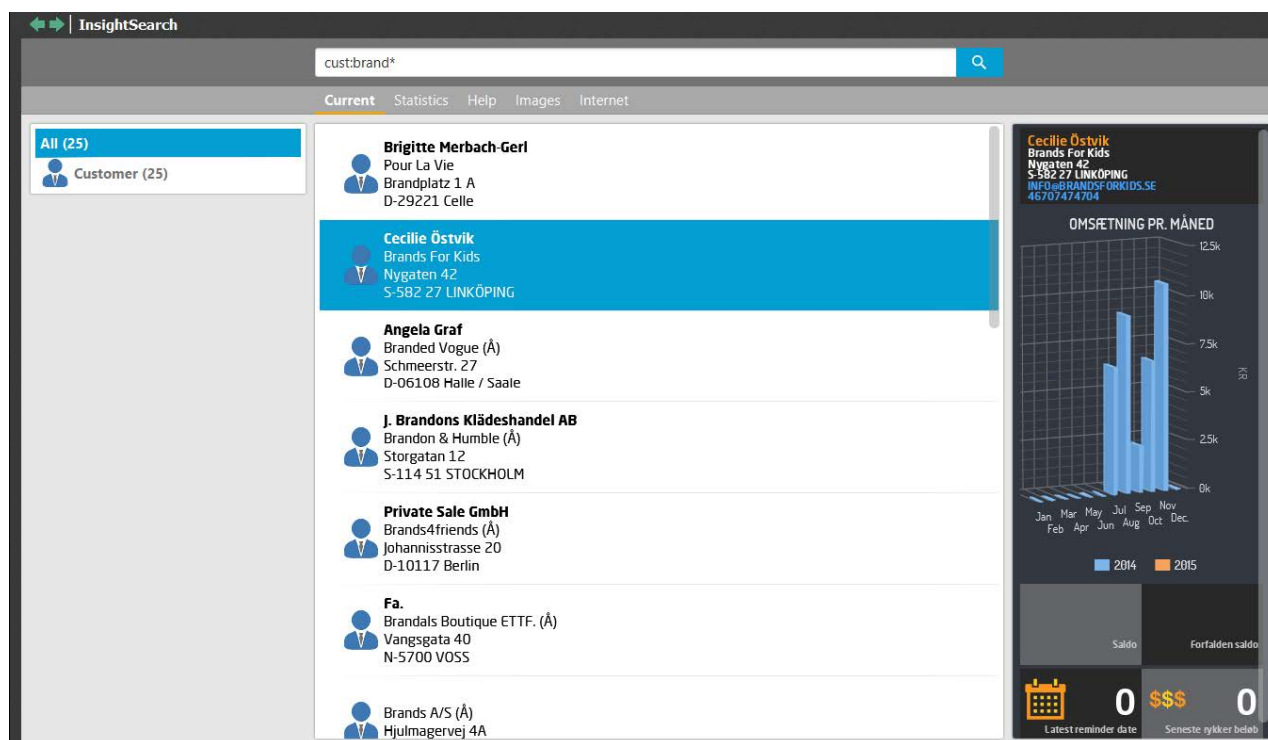 InsightSearch
cust:brand*
Current Statistics Help Images Internet
All (25)
Customer (25)
Brigitte Merbach-Gerl
Pour La Vie
Brandplatz 1 A
D-29221 Celle
Cecilie Östvik
Brands For Kids
Nygaten 42
S-582 27 LINKÖPING
Angela Graf
Branded Vogue (Å)
Schmeerstr. 27
D-06108 Halle / Saale
J. Brandons Klädeshandel AB
Brandon & Humble (Å)
Storgatan 12
S-114 51 STOCKHOLM
Private Sale GmbH
Brands4friends (Å)
Johannisstrasse 20
D-10117 Berlin
Fa.
Brandals Boutique ETTF. (Å)
Vangsgata 40
N-5700 VOSS
Brands A/S (Å)
Hjulmagervej 4A
Cecilie Östvik
Brands For Kids
Nygaten 42
S-582 27 LINKÖPING
INFO@BRANDSFORKIDS.SE
46707474704
OMSÆTNING PR. MÅNED
12.5k
10k
7.5k
KR
5k
2.5k
0k
Jan Mar May Jul Sep Nov
Feb Apr Jun Aug Oct Dec
2014 2015
Saldo Forfalden saldo
0 $$$ 0
Latest reminder date Seneste rykker beløb